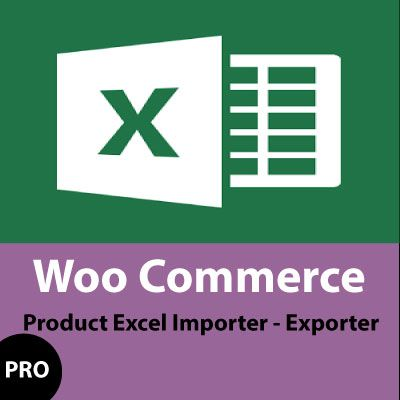 X
Woo Commerce
Product Excel Importer - Exporter
PRO